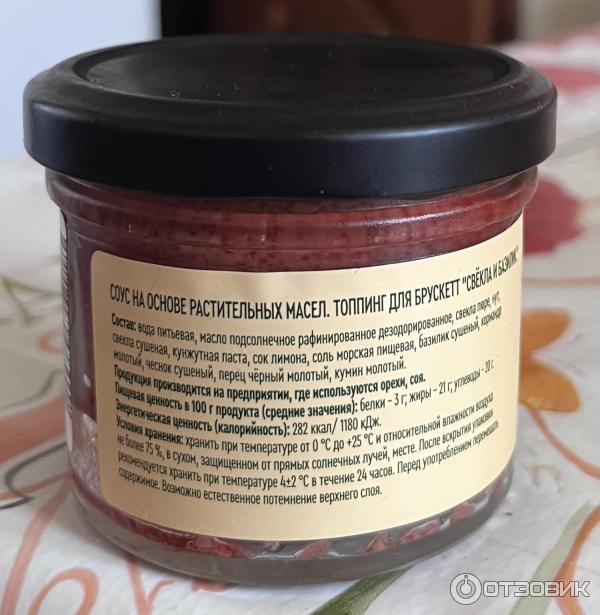 СОУС НА ОСНОВЕ РАСТИТЕЛЬНЫХ МАСЕЛ. ТОППИНГ ДЛЯ БРУСКЕТТ "СВЁКЛА И БАЗИЛИК"
Состав: вода питьевая, масло подсолнечное рафинированное дезодорированное, свекла пюре, нут,
свекла сушеная, кунжутная паста, сок лимона, соль морская пищевая, базилик сушеный, кориандр
молотый, чеснок сушеный, перец чёрный молотый, кумин молотый.
Продукция производится на предприятии, где используются орехи, соя.
Пищевая ценность в 100 г продукта (средние значения): белки - 3 г; жиры - 21 г; углеводы - 20 г.
Энергетическая ценность (калорийность): 282 ккал/ 1180 кДж.
Условия хранения: хранить при температуре от 0 °С до +25 °С и относительной влажности воздуха
не более 75 %, в сухом, защищенном от прямых солнечных лучей, месте. После вскрытия упаковки
рекомендуется хранить при температуре 4±2 °С в течение 24 часов. Перед употреблением перемешать
содержимое. Возможно естественное потемнение верхнего слоя.
ОТЗОВИК